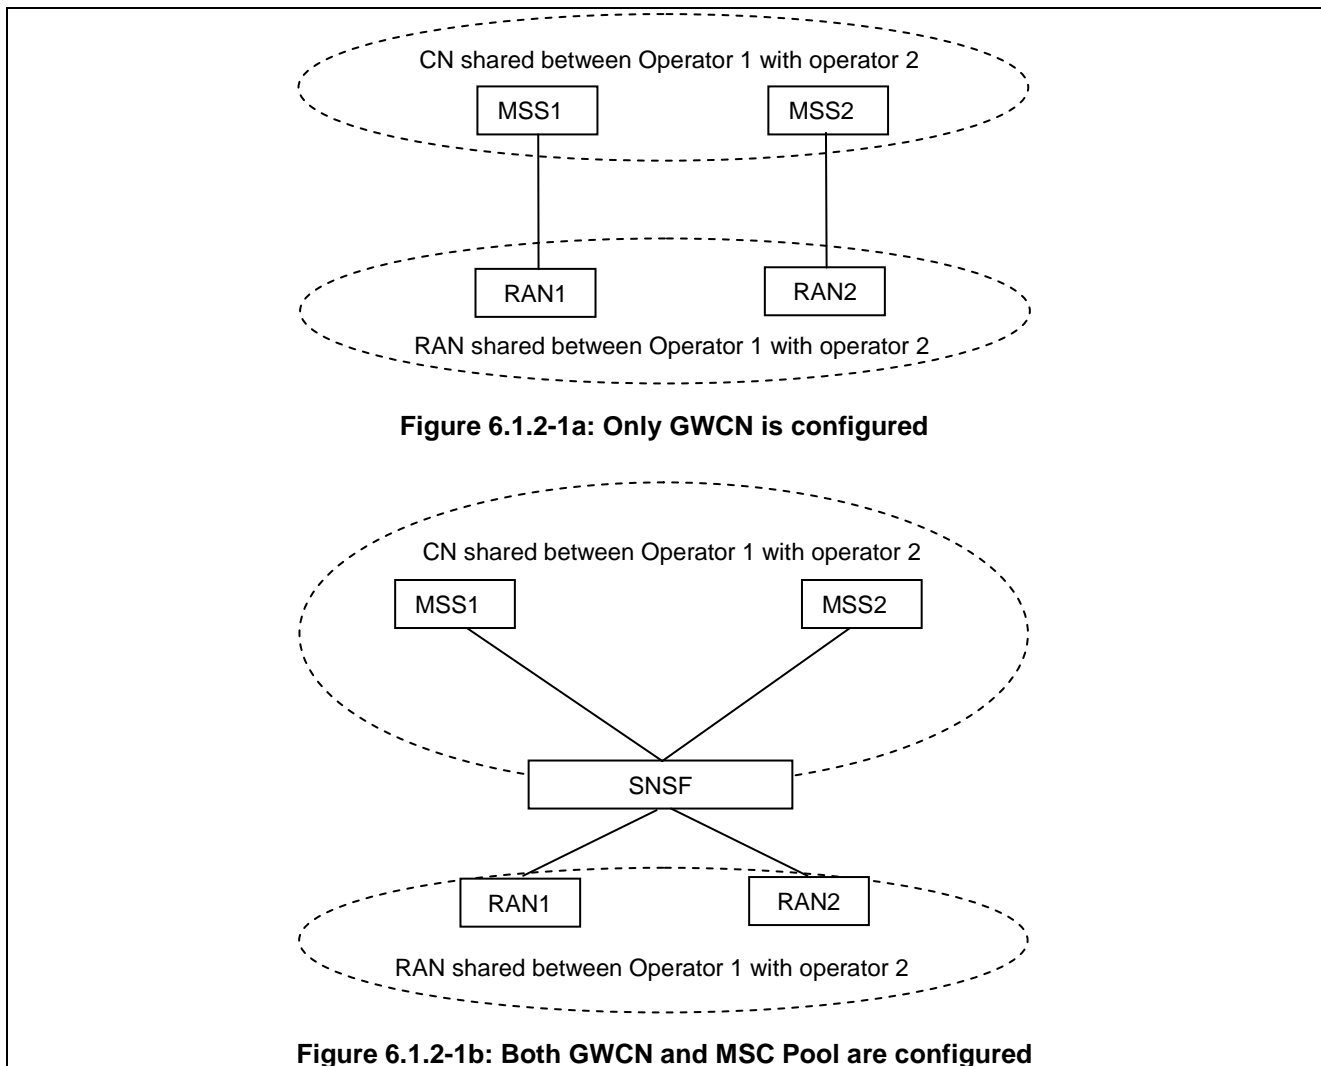 CN shared between Operator 1 with operator 2
MSS1
MSS2
RAN1
RAN2
RAN shared between Operator 1 with operator 2
Figure 6.1.2-1a: Only GWCN is configured
CN shared between Operator 1 with operator 2
MSS1
MSS2
SNSF
RAN1
RAN2
RAN shared between Operator 1 with operator 2
Figure 6.1.2-1b: Both GWCN and MSC Pool are configured